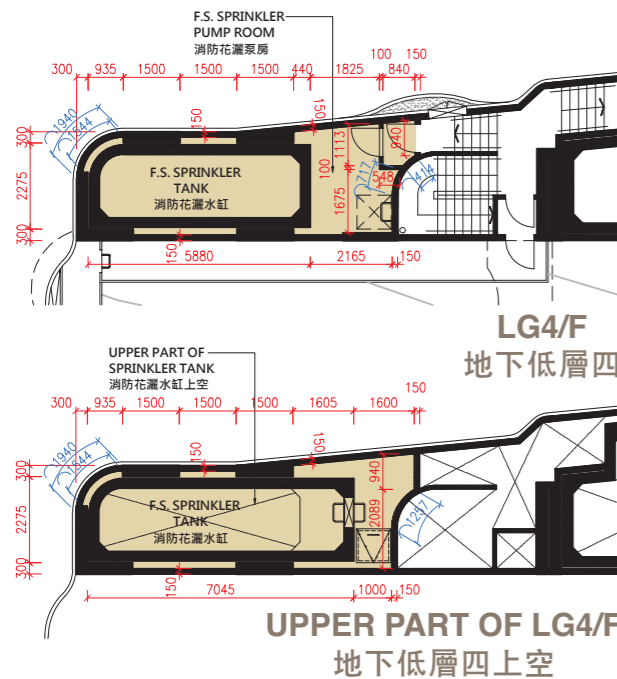 F.S. SPRINKLER
PUMP ROOM
消防花灑泵房
100 150
300 935 1500 1500 1500 440 1825 840
1940
1844
150
150
300
2275
300
F.S. SPRINKLER
TANK
消防花灑水缸
1113
100
1675
940
717
548
414
150
5880 2165 150
LG4/F
地下低層四
UPPER PART OF
SPRINKLER TANK
消防花灑水缸上空
150
300 935 1500 1500 1500 1605 1600
1940
1844
150
150
300
2275
300
F.S. SPRINKLER
TANK
消防花灑水缸
940
2089
1257
150
7045 1000 150
UPPER PART OF LG4/F
地下低層四上空